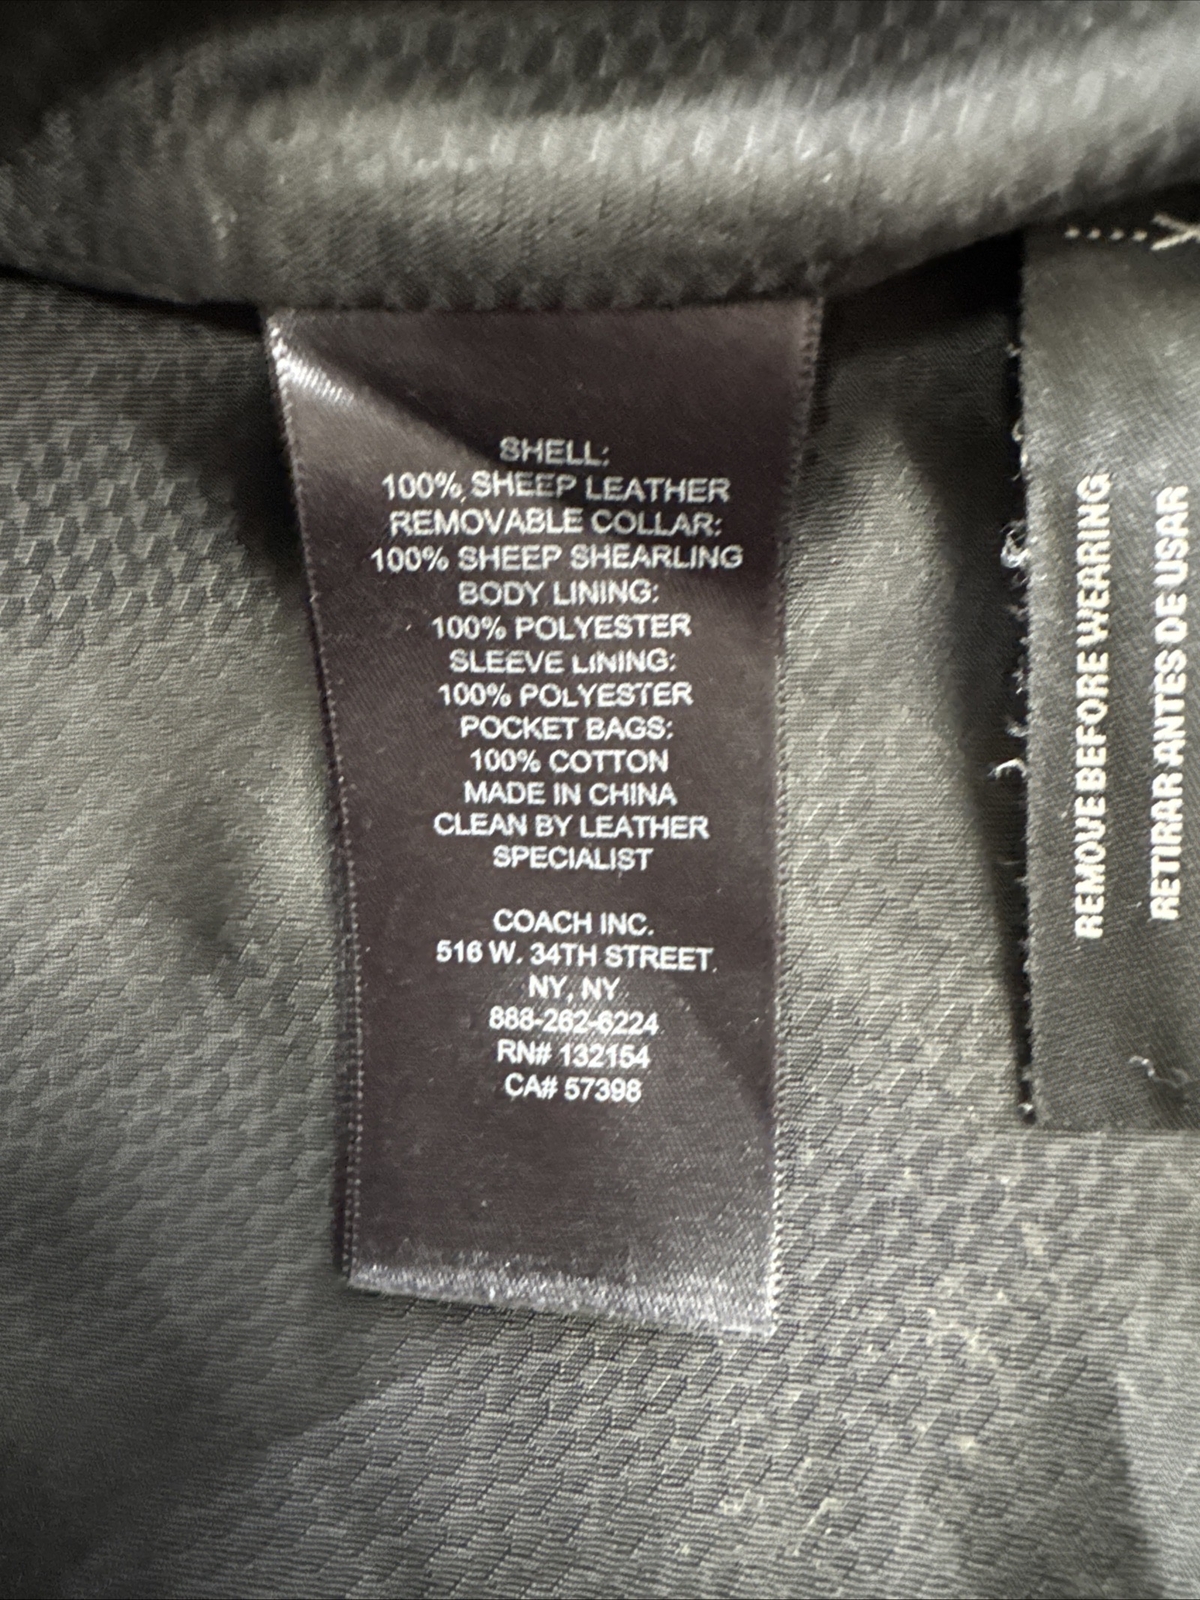 SHELL:
100% SHEEP LEATHER
REMOVABLE COLLAR:
100% SHEEP SHEARLING
BODY LINING:
100% POLYESTER
SLEEVE LINING:
100% POLYESTER
POCKET BAGS:
100% COTTON
MADE IN CHINA
CLEAN BY LEATHER
SPECIALIST
COACH INC.
516 W. 34TH STREET
NY, NY
888-262-6224
RN# 132154
CA# 57398
REMOVE BEFORE WEARING
RETIRAR ANTES DE USAR